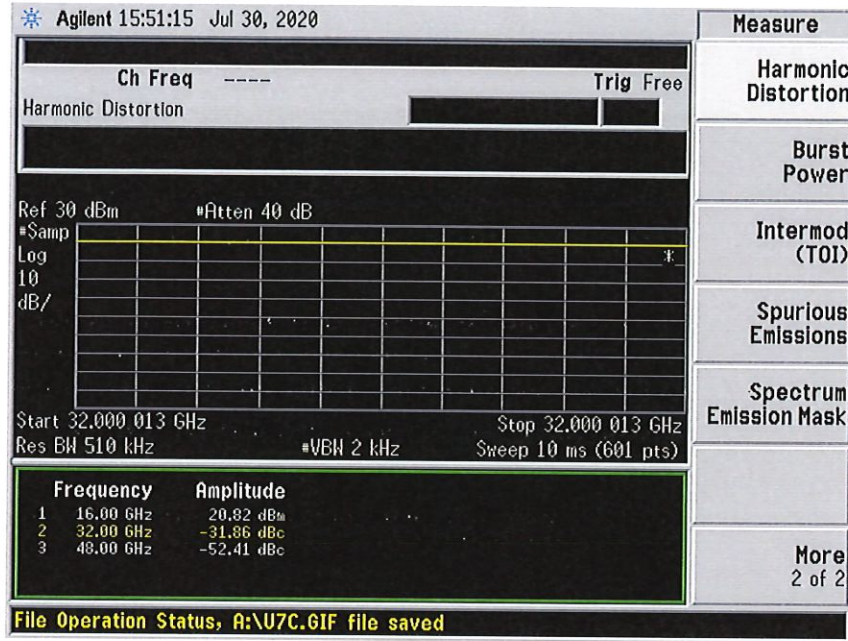 Agilent 15:51:15 Jul 30, 2020
Measure
Ch Freq ----
Trig Free
Harmonic Distortion
Harmonic
Distortion
Burst
Power
Intermod
(TOI)
Spurious
Emissions
Spectrum
Emission Mask
More
2 of 2
Ref 30 dBm #Atten 40 dB
#Samp
Log
10
dB/
*
Start 32.000 013 GHz Stop 32.000 013 GHz
Res BW 510 kHz #VBW 2 kHz Sweep 10 ms (601 pts)
Frequency Amplitude
1 16.00 GHz 20.82 dBm
2 32.00 GHz -31.86 dBc
3 48.00 GHz -52.41 dBc
File Operation Status, A:\U7C.GIF file saved